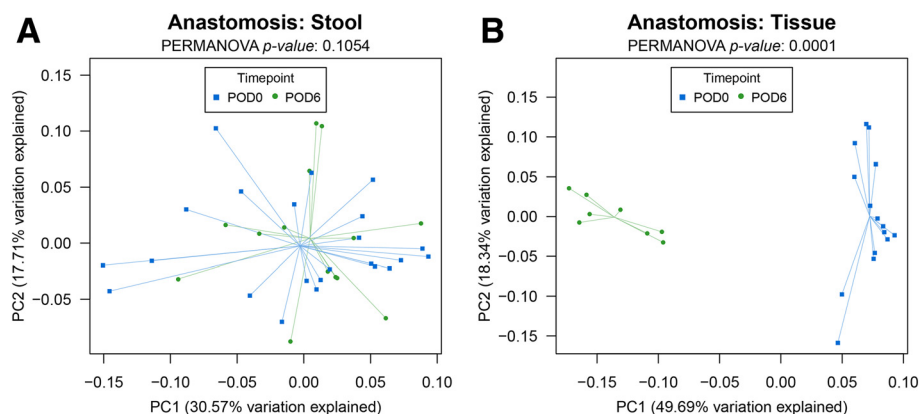 A
Anastomosis: Stool
PERMANOVA p-value: 0.1054
Timepoint
POD0 POD6
0.15
0.10
0.05
0.00
−0.05
PC2 (17.71% variation explained)
−0.15 −0.10 −0.05 0.00 0.05 0.10
PC1 (30.57% variation explained)
B
Anastomosis: Tissue
PERMANOVA p-value: 0.0001
Timepoint
POD0 POD6
0.15
0.10
0.05
0.00
−0.05
−0.10
−0.15
PC2 (18.34% variation explained)
−0.15 −0.10 −0.05 0.00 0.05 0.10
PC1 (49.69% variation explained)